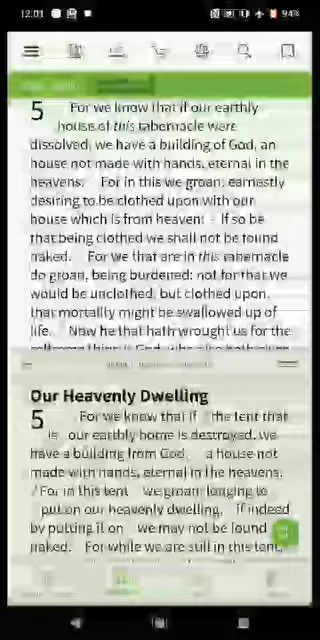 12:01
94%
5 For we know that if our earthly
house of this tabernacle were
dissolved, we have a building of God, an
house not made with hands, eternal in the
heavens. For in this we groan, earnestly
desiring to be clothed upon with our
house which is from heaven: If so be
that being clothed we shall not be found
naked. For we that are in this tabernacle
do groan, being burdened: not for that we
would be unclothed, but clothed upon,
that mortality might be swallowed up of
life. Now he that hath wrought us for the
Our Heavenly Dwelling
5 For we know that if the tent that
is our earthly home is destroyed, we
have a building from God, a house not
made with hands, eternal in the heavens.
For in this tent we groan, longing to
put on our heavenly dwelling, if indeed
by putting it on we may not be found
naked. For while we are still in this tent,